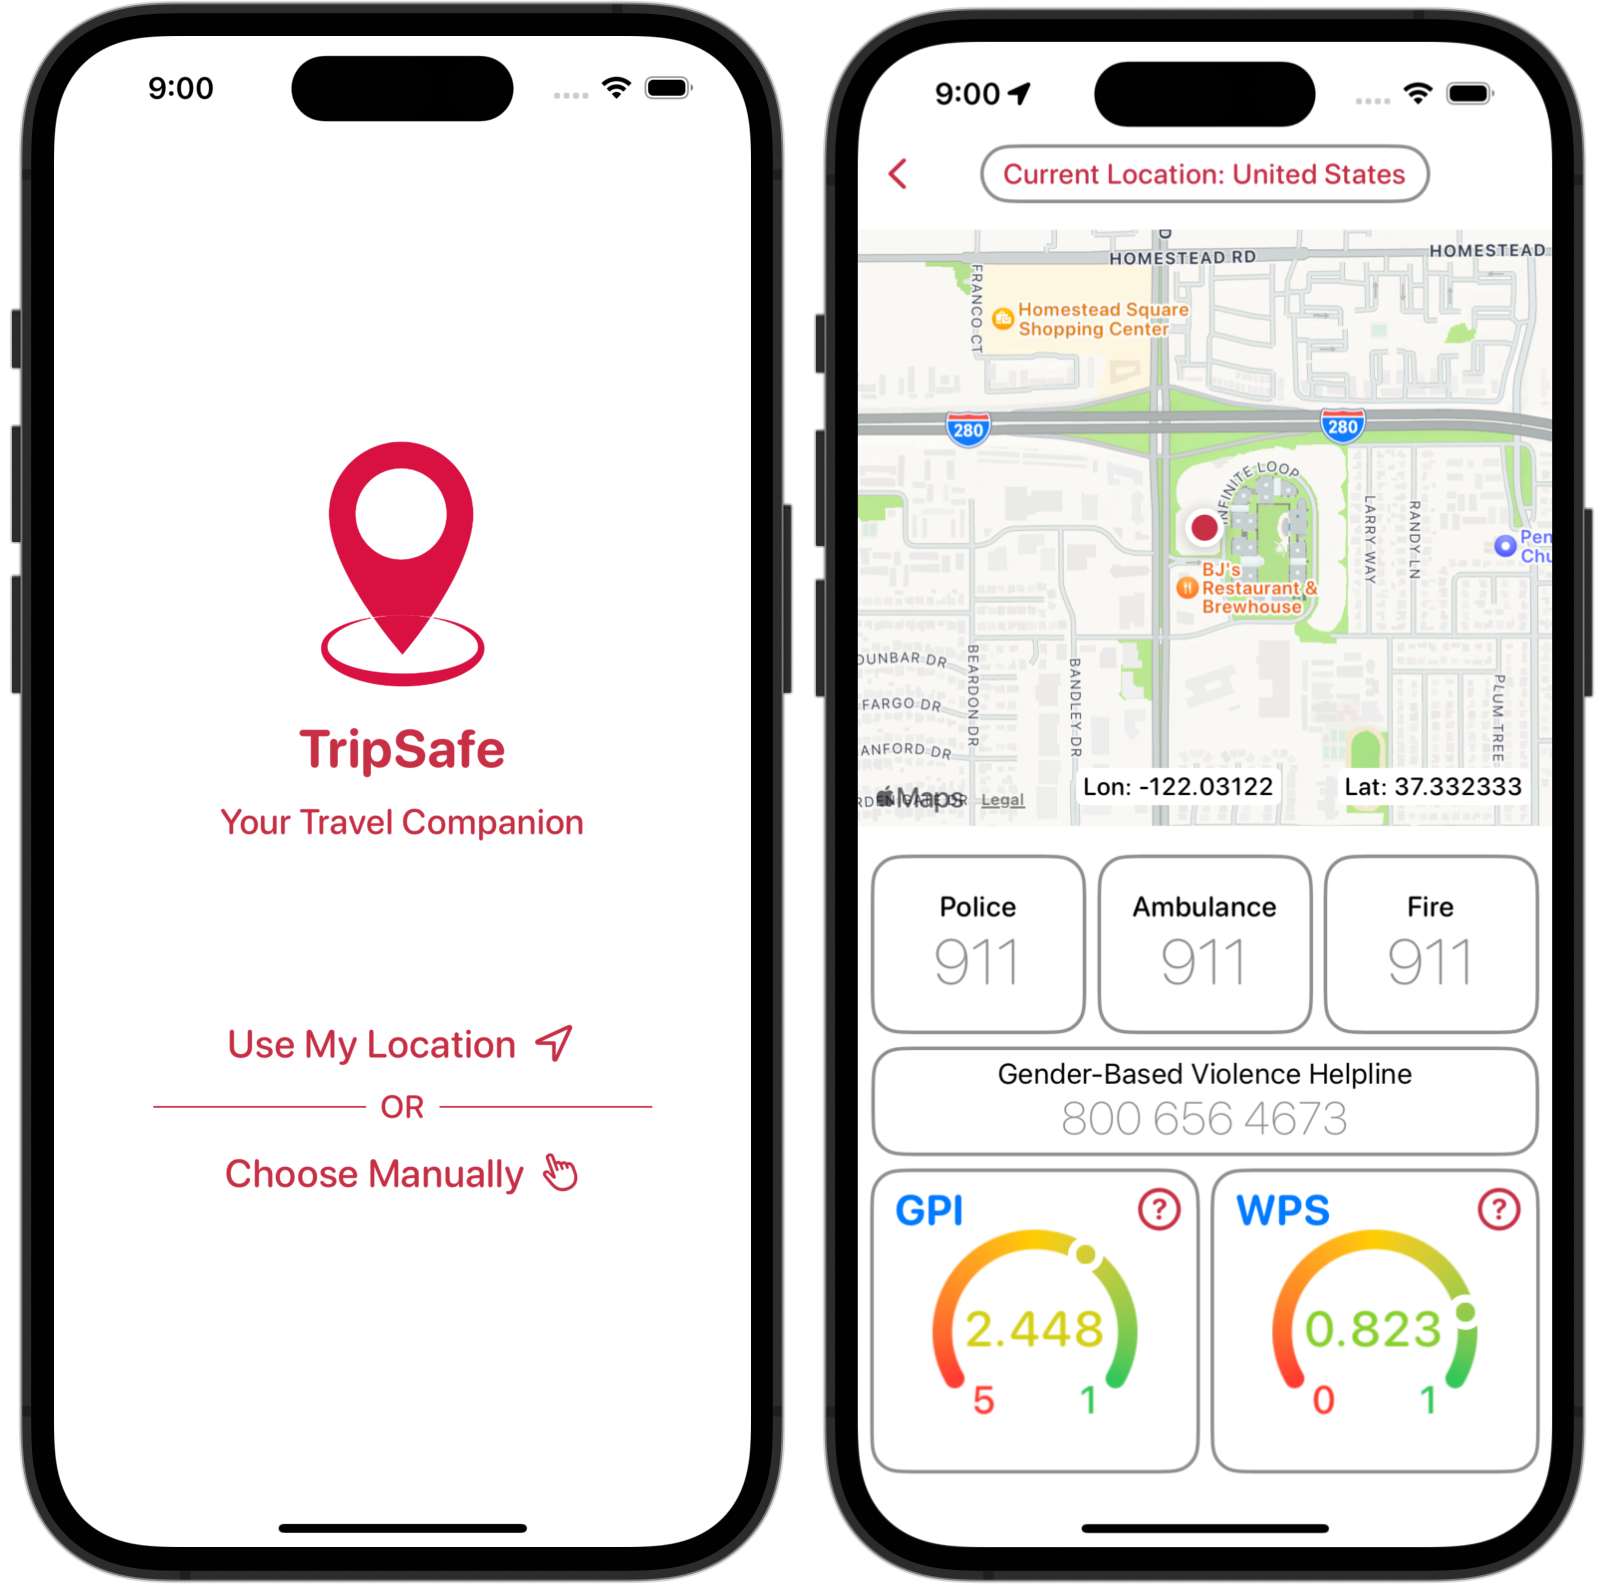 9:00
TripSafe
Your Travel Companion
Use My Location
OR
Choose Manually
9:00
Current Location: United States
HOMESTEAD RD
HOMESTEAD
FRANCO CT
Homestead Square
Shopping Center
280
280
INFINITE LOOP
LARRY WAY
RANDY LN
Pen
Chu
BJ's
Restaurant &
Brewhouse
DUNBAR DR
FARGO DR
ANFORD DR
BEARDON DR
BANDLEY DR
PLUM TREE
Maps
Legal
Lon: -122.03122
Lat: 37.332333
Police
911
Ambulance
911
Fire
911
Gender-Based Violence Helpline
800 656 4673
GPI
?
2.448
5
1
WPS
?
0.823
0
1